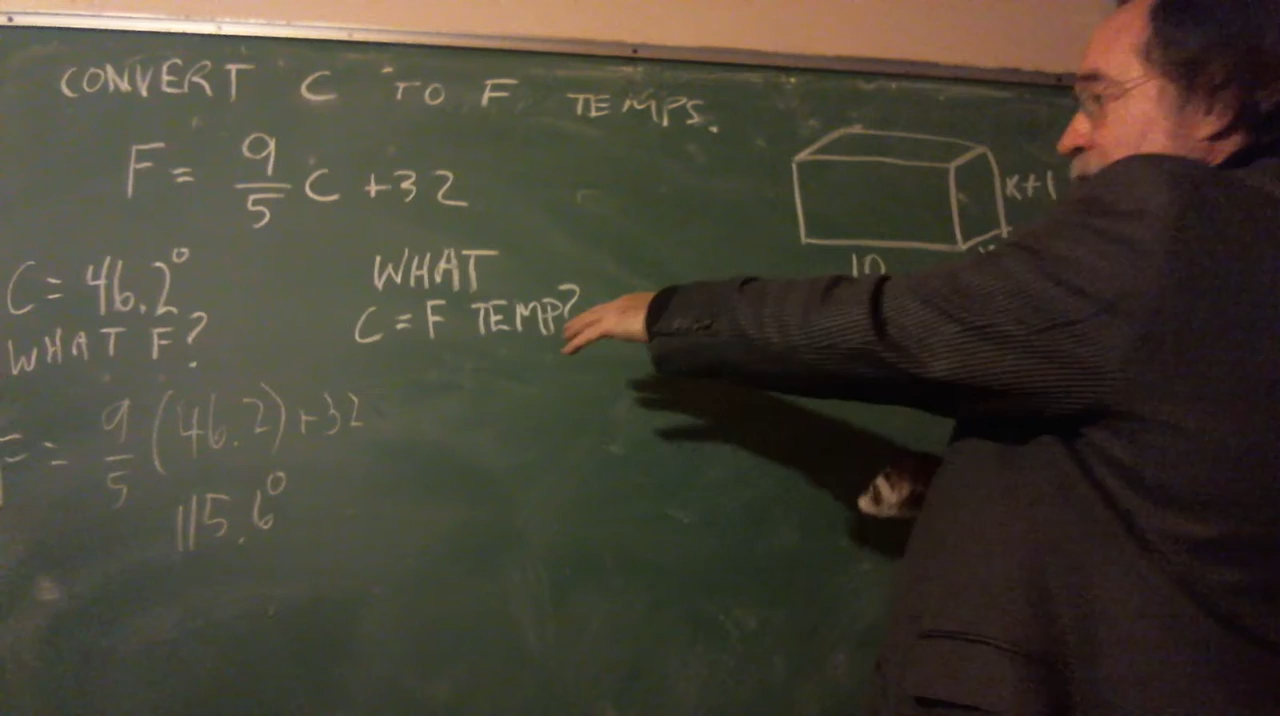 CONVERT C TO F TEMPS.
F = 9/5 C + 32
C = 46.2°
WHAT F?
WHAT
C = F TEMP?
F = 9/5 (46.2) + 32
115.6°
x+1
10